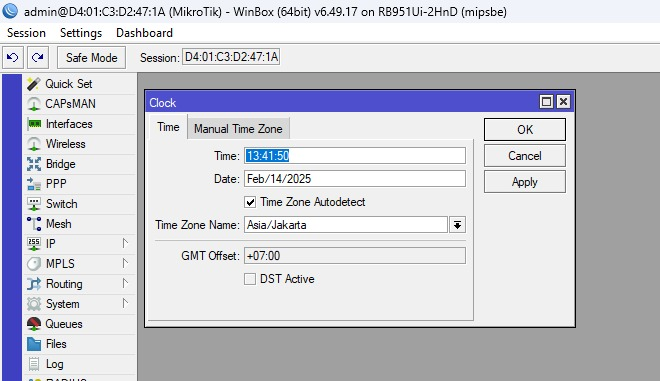 admin@D4:01:C3:D2:47:1A (MikroTik) - WinBox (64bit) v6.49.17 on RB951Ui-2HnD (mipsbe)
Session Settings Dashboard
Safe Mode Session: D4:01:C3:D2:47:1A
Quick Set
CAPsMAN
Interfaces
Wireless
Bridge
PPP
Switch
Mesh
IP
MPLS
Routing
System
Queues
Files
Log
RADIUS
Clock
Time Manual Time Zone
Time: 13:41:50
Date: Feb/14/2025
Time Zone Autodetect
Time Zone Name: Asia/Jakarta
GMT Offset: +07:00
DST Active
OK
Cancel
Apply